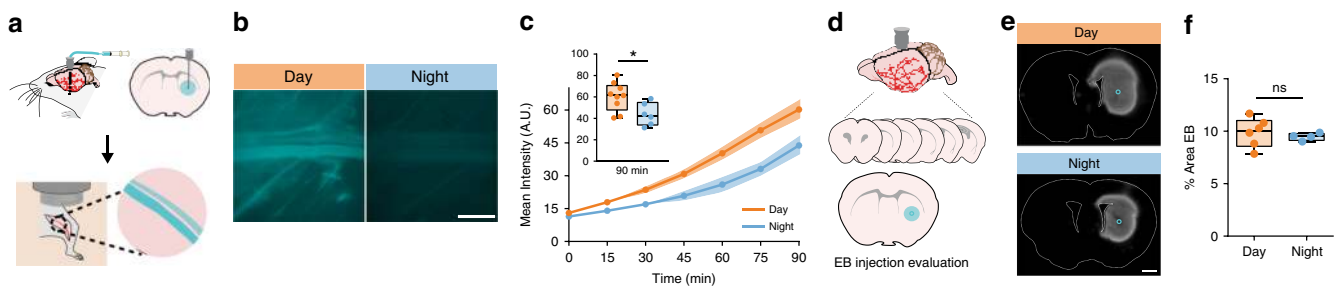 a
b
Day
Night
c
Mean Intensity (A.U.)
60
45
30
15
0
0
15
30
45
60
75
90
Time (min)
100
80
60
40
20
0
*
90 min
Day
Night
d
EB injection evaluation
e
Day
Night
f
% Area EB
15
10
5
0
ns
Day
Night